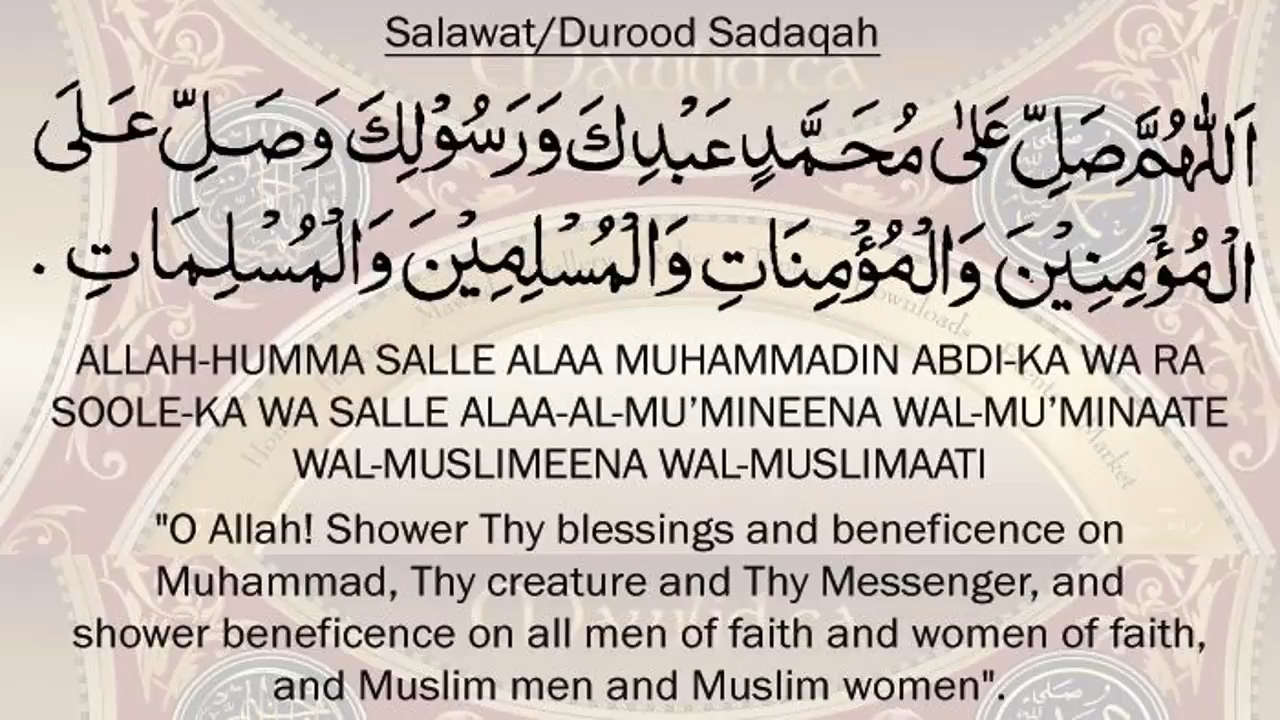 Salawat/Durood Sadaqah
اَللّٰهُمَّ صَلِّ عَلٰى مُحَمَّدٍ عَبْدِكَ وَرَسُوْلِكَ وَصَلِّ عَلَى
الْمُؤْمِنِيْنَ وَالْمُؤْمِنَاتِ وَالْمُسْلِمِيْنَ وَالْمُسْلِمَاتِ .
ALLAH-HUMMA SALLE ALAA MUHAMMADIN ABDI-KA WA RA
SOOLE-KA WA SALLE ALAA-AL-MU’MINEENA WAL-MU’MINAATE
WAL-MUSLIMEENA WAL-MUSLIMAATI
"O Allah! Shower Thy blessings and beneficence on
Muhammad, Thy creature and Thy Messenger, and
shower beneficence on all men of faith and women of faith,
and Muslim men and Muslim women".